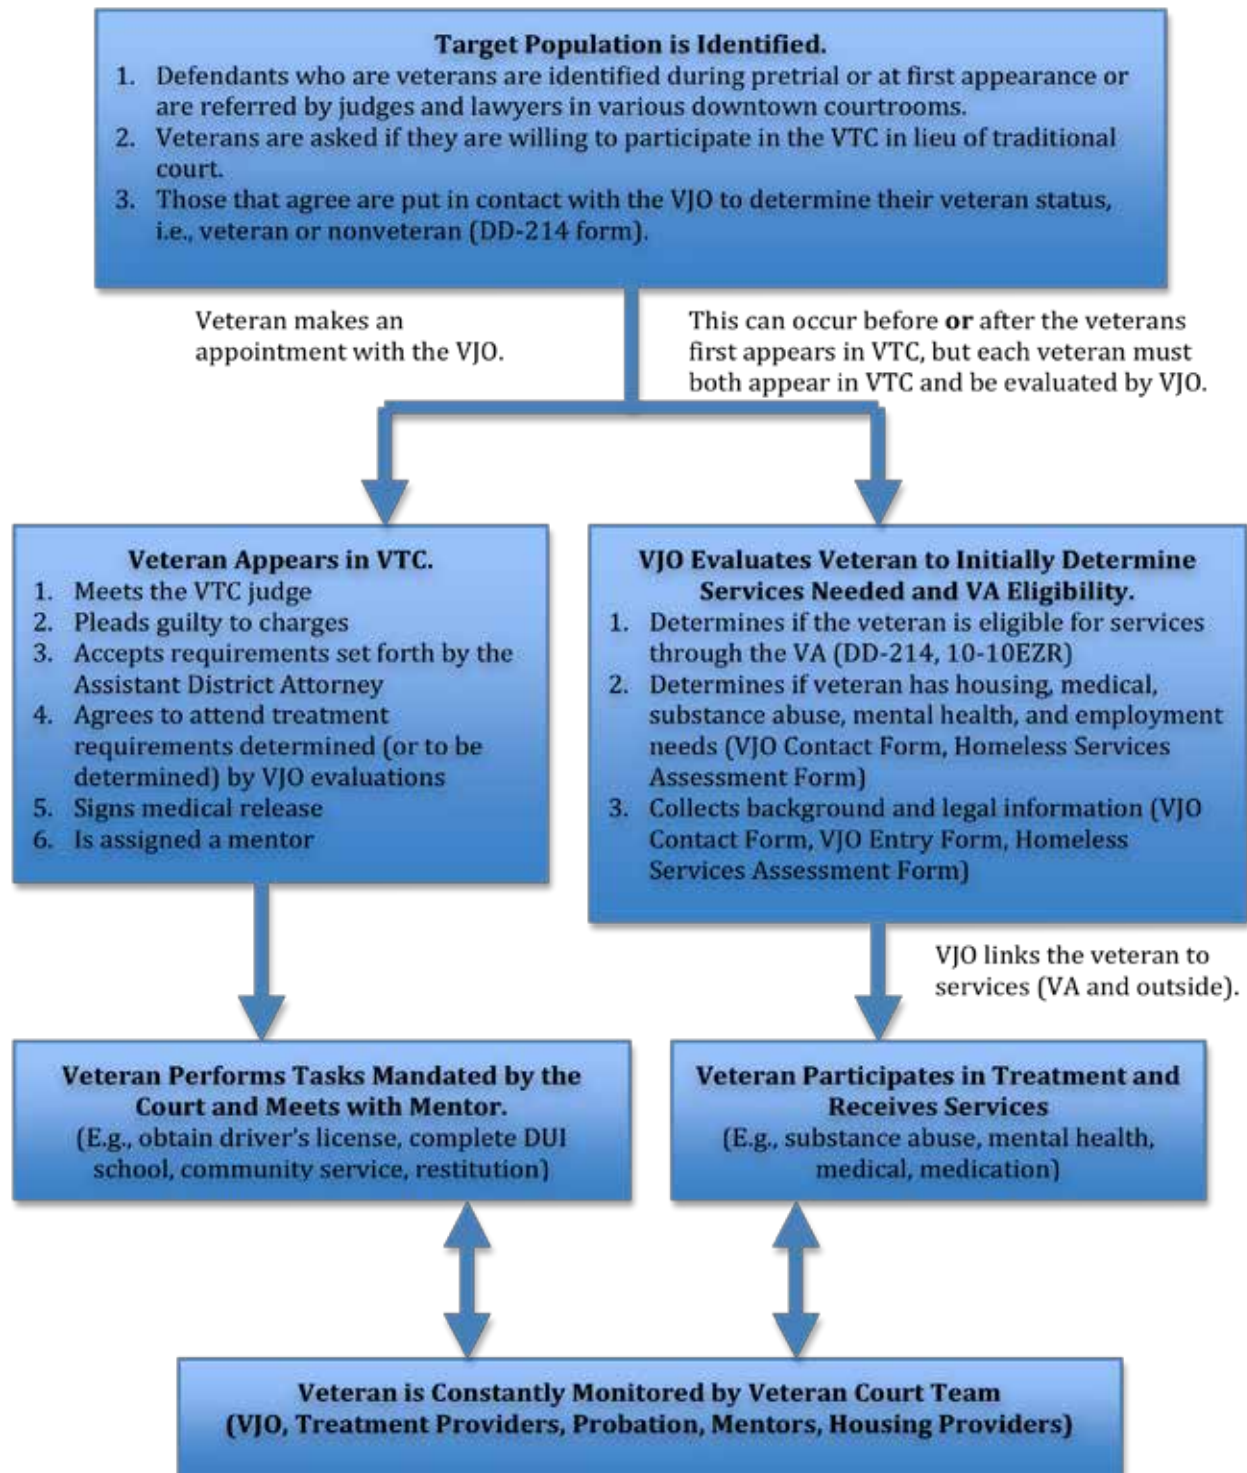 Target Population is Identified.
1. Defendants who are veterans are identified during pretrial or at first appearance or
are referred by judges and lawyers in various downtown courtrooms.
2. Veterans are asked if they are willing to participate in the VTC in lieu of traditional
court.
3. Those that agree are put in contact with the VJO to determine their veteran status,
i.e., veteran or nonveteran (DD-214 form).
Veteran makes an
appointment with the VJO.
This can occur before or after the veterans
first appears in VTC, but each veteran must
both appear in VTC and be evaluated by VJO.
Veteran Appears in VTC.
1. Meets the VTC judge
2. Pleads guilty to charges
3. Accepts requirements set forth by the
Assistant District Attorney
4. Agrees to attend treatment
requirements determined (or to be
determined) by VJO evaluations
5. Signs medical release
6. Is assigned a mentor
VJO Evaluates Veteran to Initially Determine
Services Needed and VA Eligibility.
1. Determines if the veteran is eligible for services
through the VA (DD-214, 10-10EZR)
2. Determines if veteran has housing, medical,
substance abuse, mental health, and employment
needs (VJO Contact Form, Homeless Services
Assessment Form)
3. Collects background and legal information (VJO
Contact Form, VJO Entry Form, Homeless
Services Assessment Form)
VJO links the veteran to
services (VA and outside).
Veteran Performs Tasks Mandated by the
Court and Meets with Mentor.
(E.g., obtain driver's license, complete DUI
school, community service, restitution)
Veteran Participates in Treatment and
Receives Services
(E.g., substance abuse, mental health,
medical, medication)
Veteran is Constantly Monitored by Veteran Court Team
(VJO, Treatment Providers, Probation, Mentors, Housing Providers)